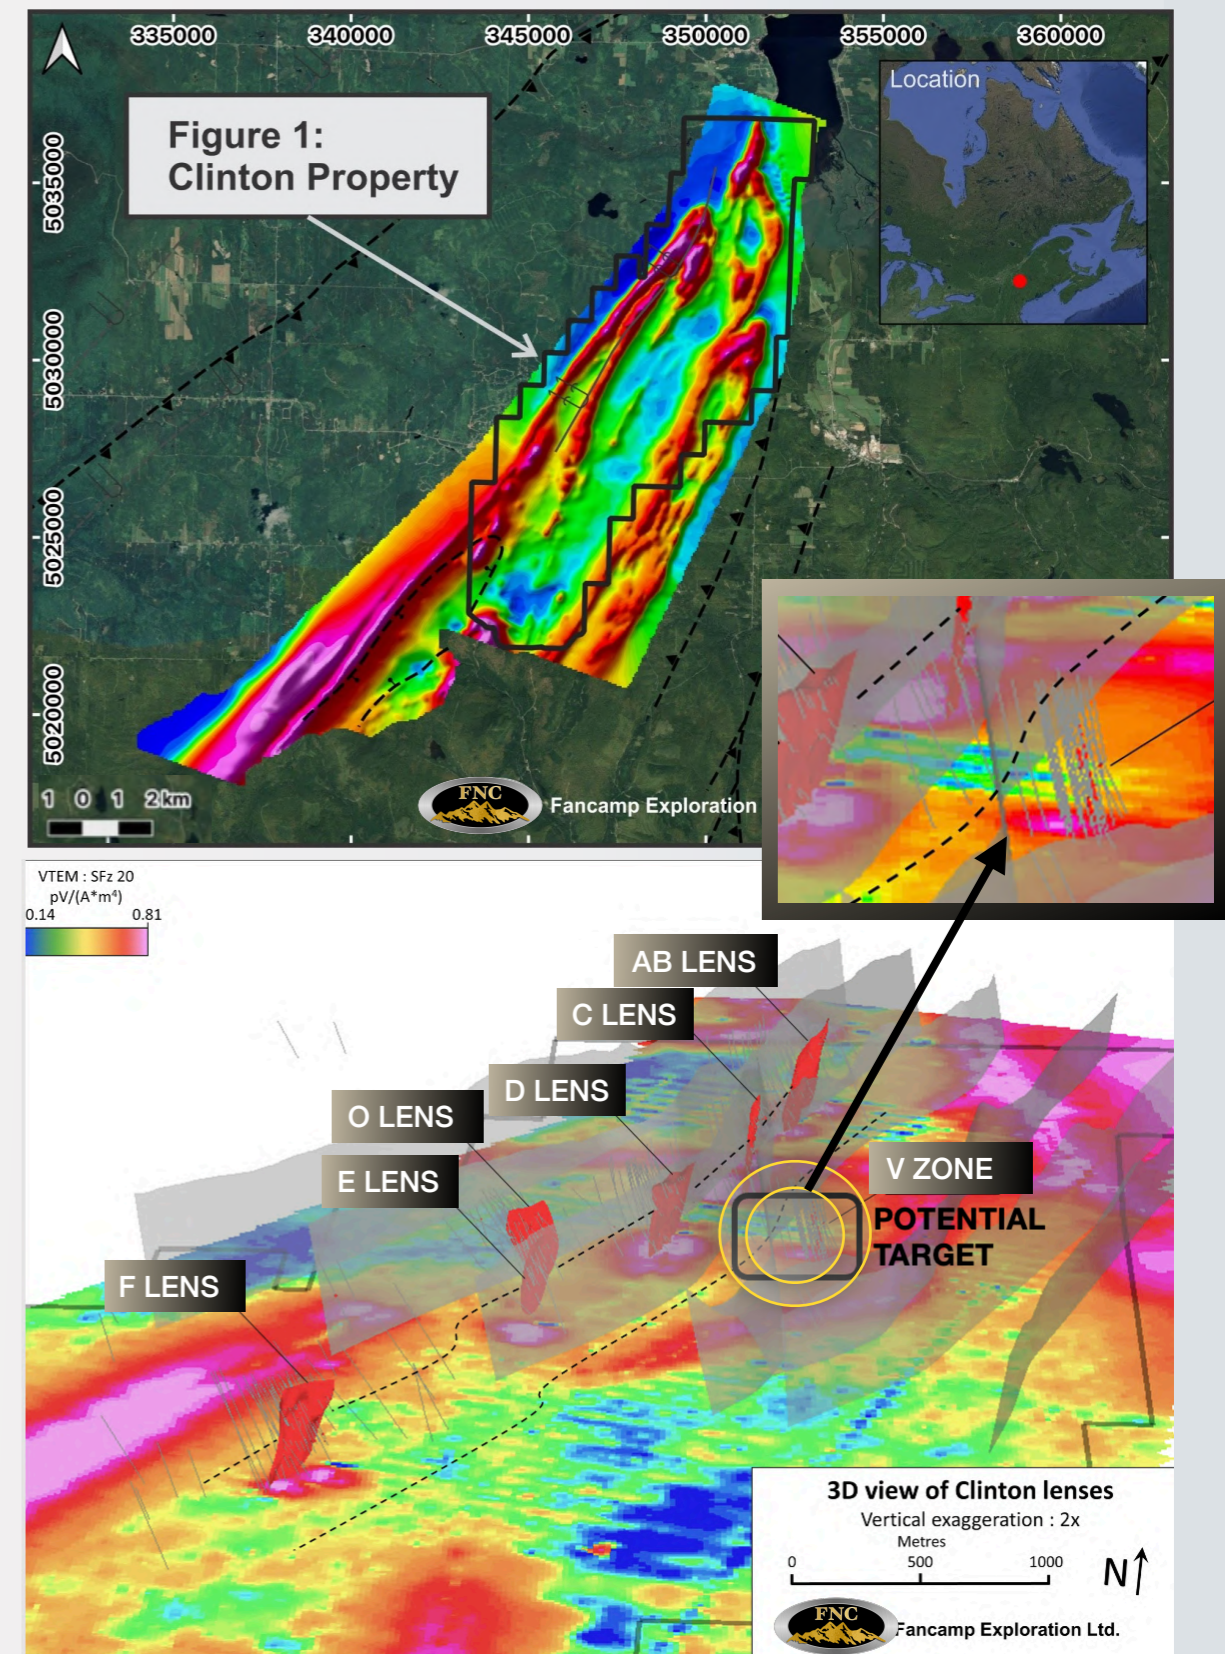 335000 340000 345000 350000 355000 360000
Location
Figure 1:
Clinton Property
5035000
5030000
5025000
5020000
1 0 1 2 km
FNC
Fancamp Exploration
VTEM : SFz 20
pV/(A*m⁴)
0.14 0.81
AB LENS
C LENS
D LENS
O LENS
E LENS
V ZONE
POTENTIAL
TARGET
F LENS
3D view of Clinton lenses
Vertical exaggeration : 2x
Metres
0 500 1000
N
FNC
Fancamp Exploration Ltd.